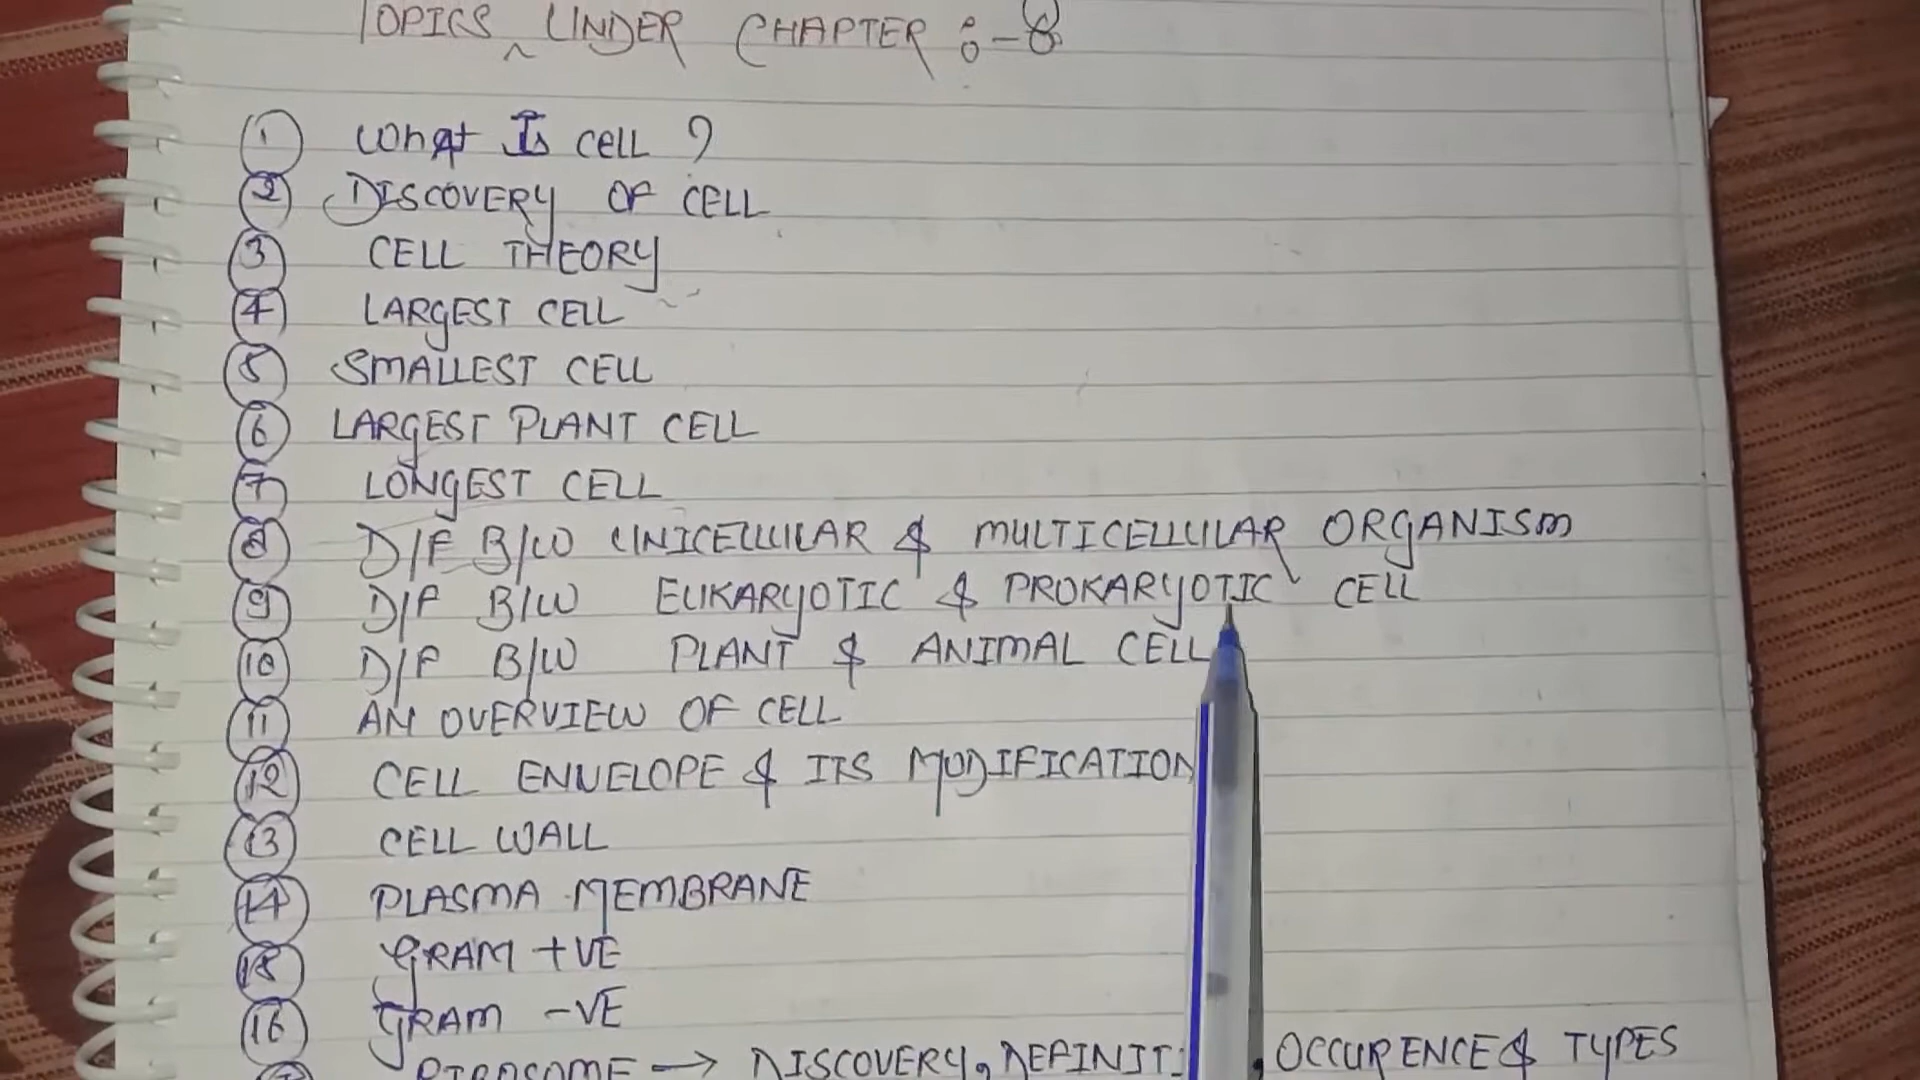 TOPICS UNDER CHAPTER :-8
1 What Is cell ?
2 DISCOVERY OF CELL
3 CELL THEORY
4 LARGEST CELL
5 SMALLEST CELL
6 LARGEST PLANT CELL
7 LONGEST CELL
8 D/F B/W UNICELLULAR & MULTICELLULAR ORGANISM
9 D/F B/W EUKARYOTIC & PROKARYOTIC CELL
10 D/F B/W PLANT & ANIMAL CELL
11 AN OVERVIEW OF CELL
12 CELL ENVELOPE & ITS MODIFICATION
13 CELL WALL
14 PLASMA MEMBRANE
15 GRAM +VE
16 GRAM -VE
→ DISCOVERY, DEFINITI , OCCURENCE & TYPES